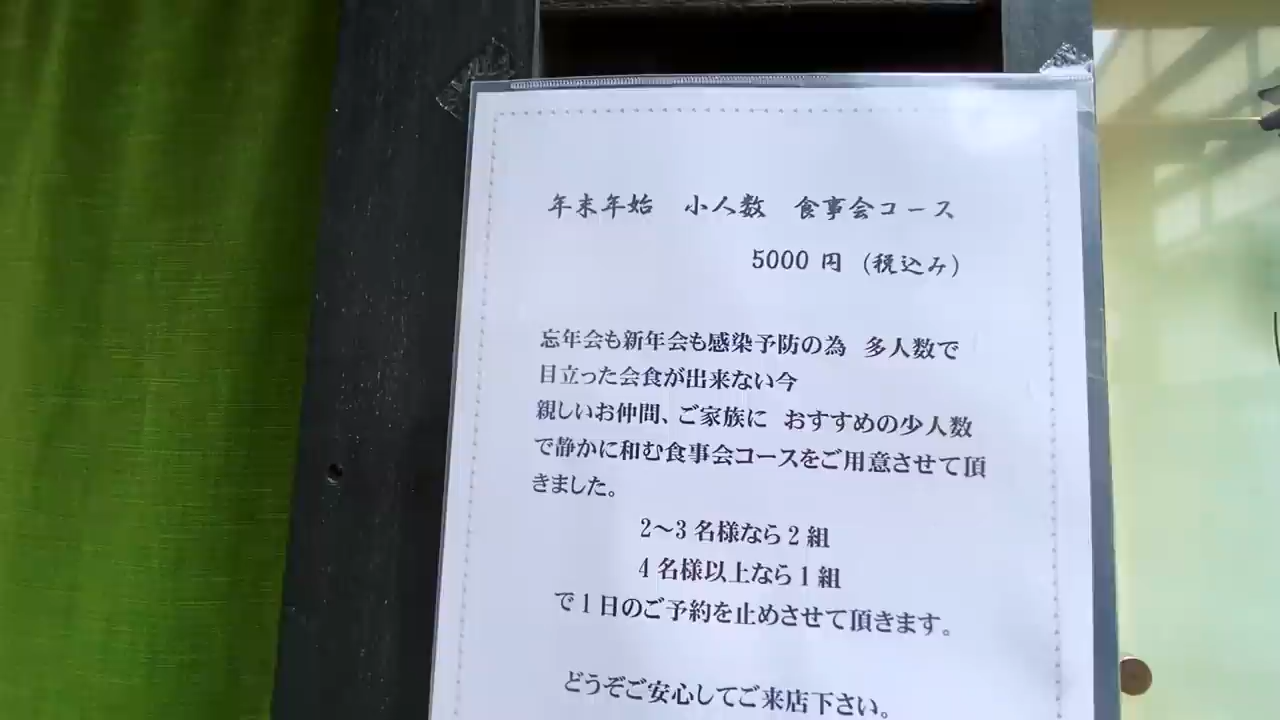 年末年始　小人数　食事会コース
5000 円（税込み）
忘年会も新年会も感染予防の為　多人数で
目立った会食が出来ない今
親しいお仲間、ご家族に　おすすめの少人数
で静かに和む食事会コースをご用意させて頂
きました。
2～3 名様なら 2 組
4 名様以上なら 1 組
で 1 日のご予約を止めさせて頂きます。
どうぞご安心してご来店下さい。